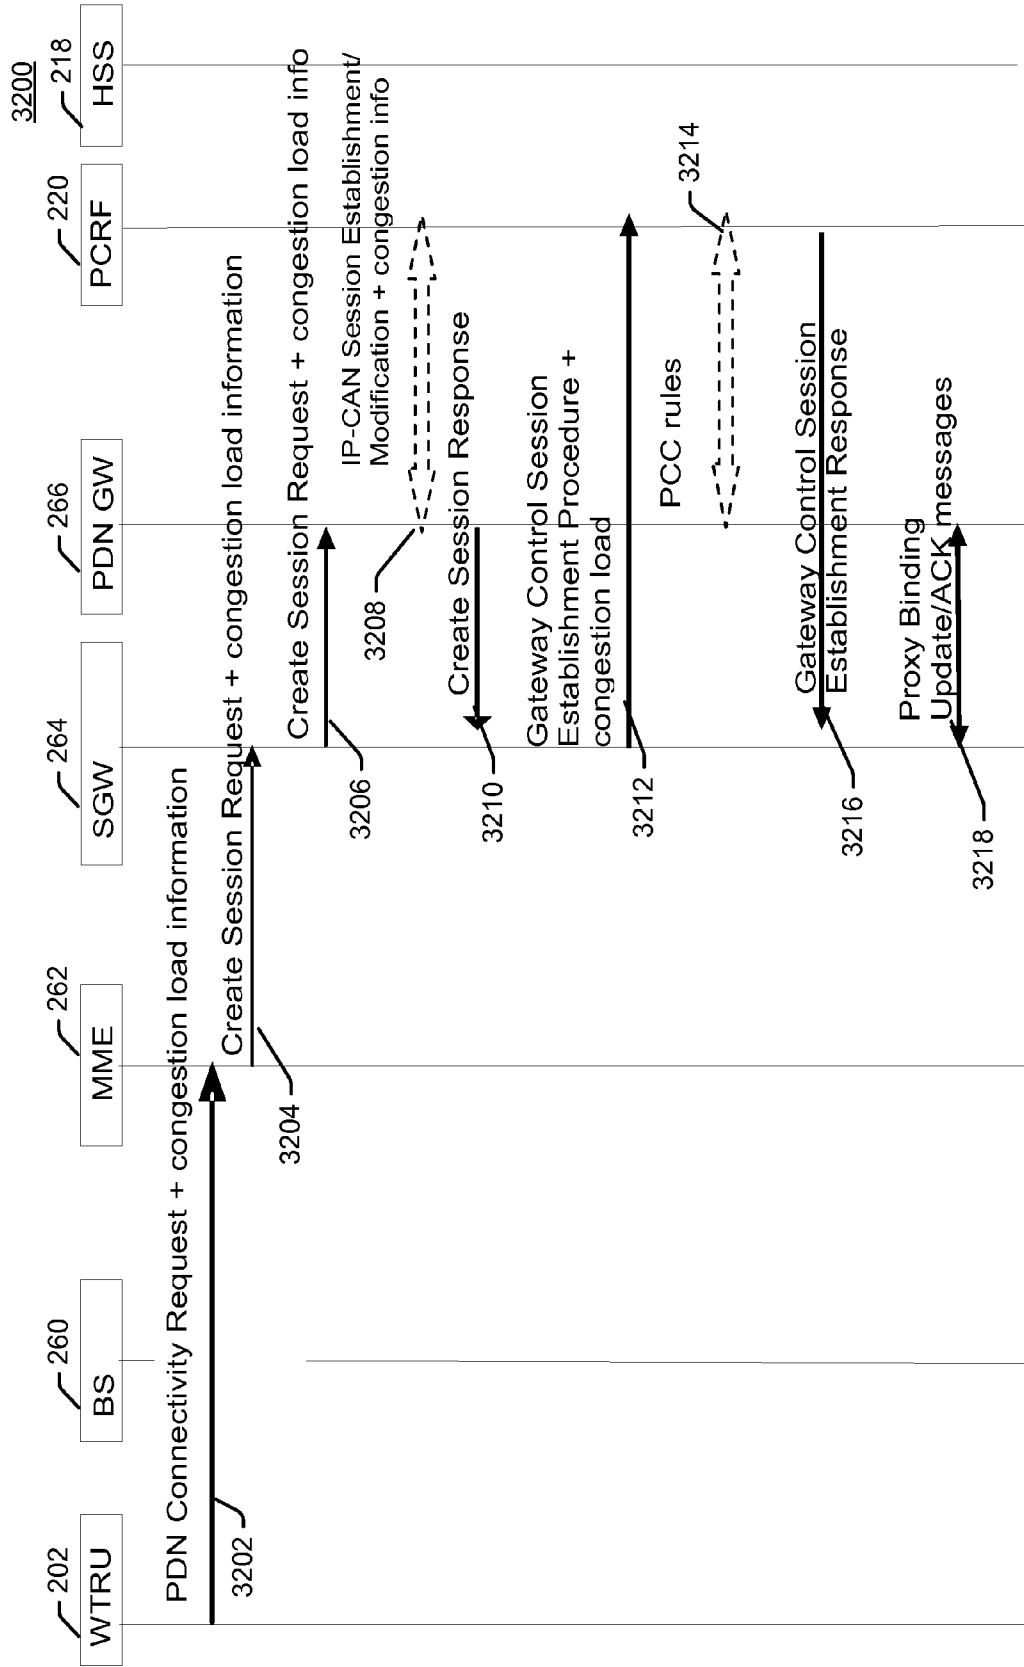 3200
202
260
262
264
266
220
218
WTRU
BS
MME
SGW
PDN GW
PCRF
HSS
PDN Connectivity Request + congestion load information
3202
Create Session Request + congestion load information
3204
Create Session Request + congestion load info
3206
IP-CAN Session Establishment/
Modification + congestion info
3208
Create Session Response
3210
Gateway Control Session
Establishment Procedure +
congestion load
3212
PCC rules
3214
Gateway Control Session
Establishment Response
3216
Proxy Binding
Update/ACK messages
3218